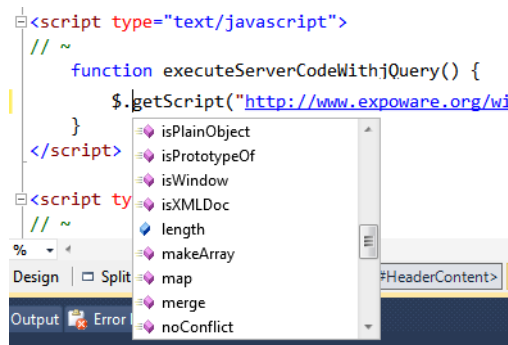 <script type="text/javascript">
// ~
function executeServerCodeWithjQuery() {
$.getScript("http://www.expoware.org/wi
}
</script>
isPlainObject
isPrototypeOf
isWindow
isXMLDoc
length
makeArray
map
merge
noConflict
<script ty
// ~
%
Design Split #HeaderContent>
Output Error